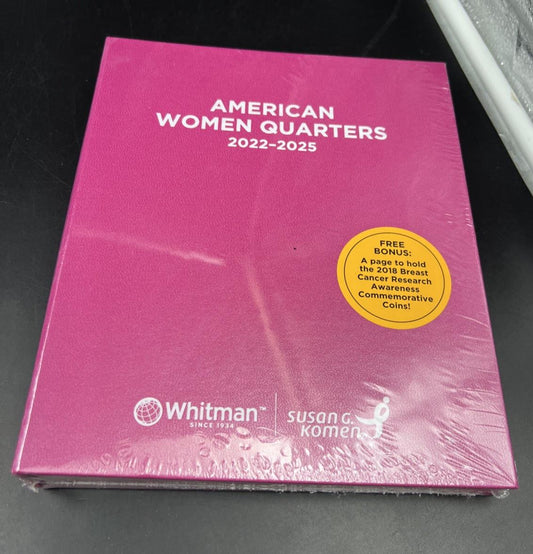 AMERICAN
WOMEN QUARTERS
2022–2025
FREE
BONUS:
A page to hold
the 2018 Breast
Cancer Research
Awareness
Commemorative
Coins!
Whitman™
SINCE 1934
susan G.
komen